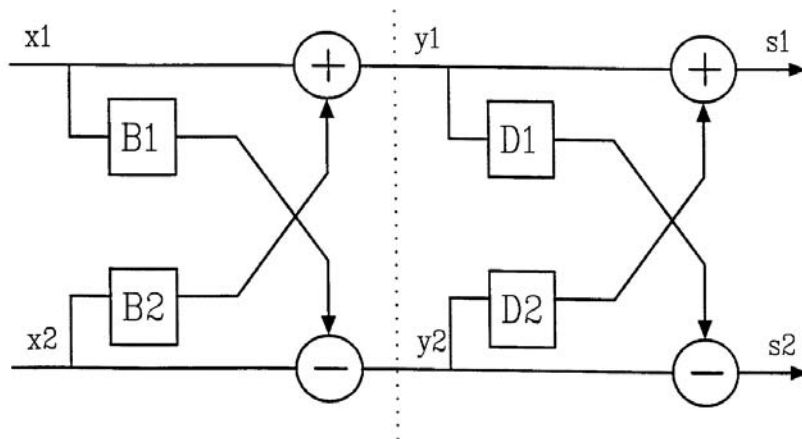 x1 y1 s1
+ +
B1 D1
B2 D2
x2 y2 s2
− −